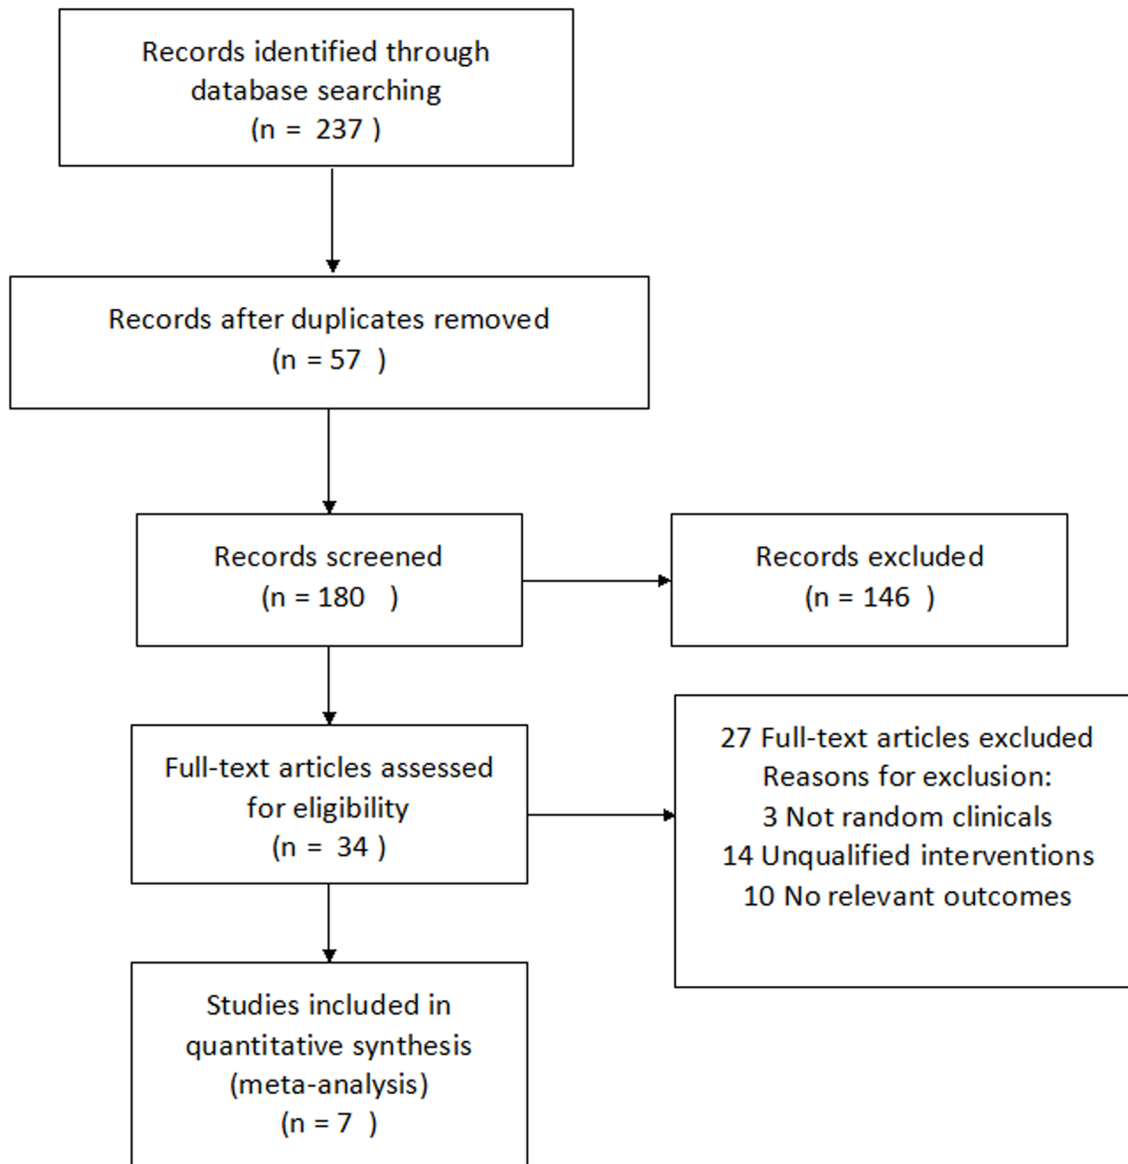 Records identified through
database searching
(n = 237 )
Records after duplicates removed
(n = 57 )
Records screened
(n = 180 )
Records excluded
(n = 146 )
Full-text articles assessed
for eligibility
(n = 34 )
27 Full-text articles excluded
Reasons for exclusion:
3 Not random clinicals
14 Unqualified interventions
10 No relevant outcomes
Studies included in
quantitative synthesis
(meta-analysis)
(n = 7 )